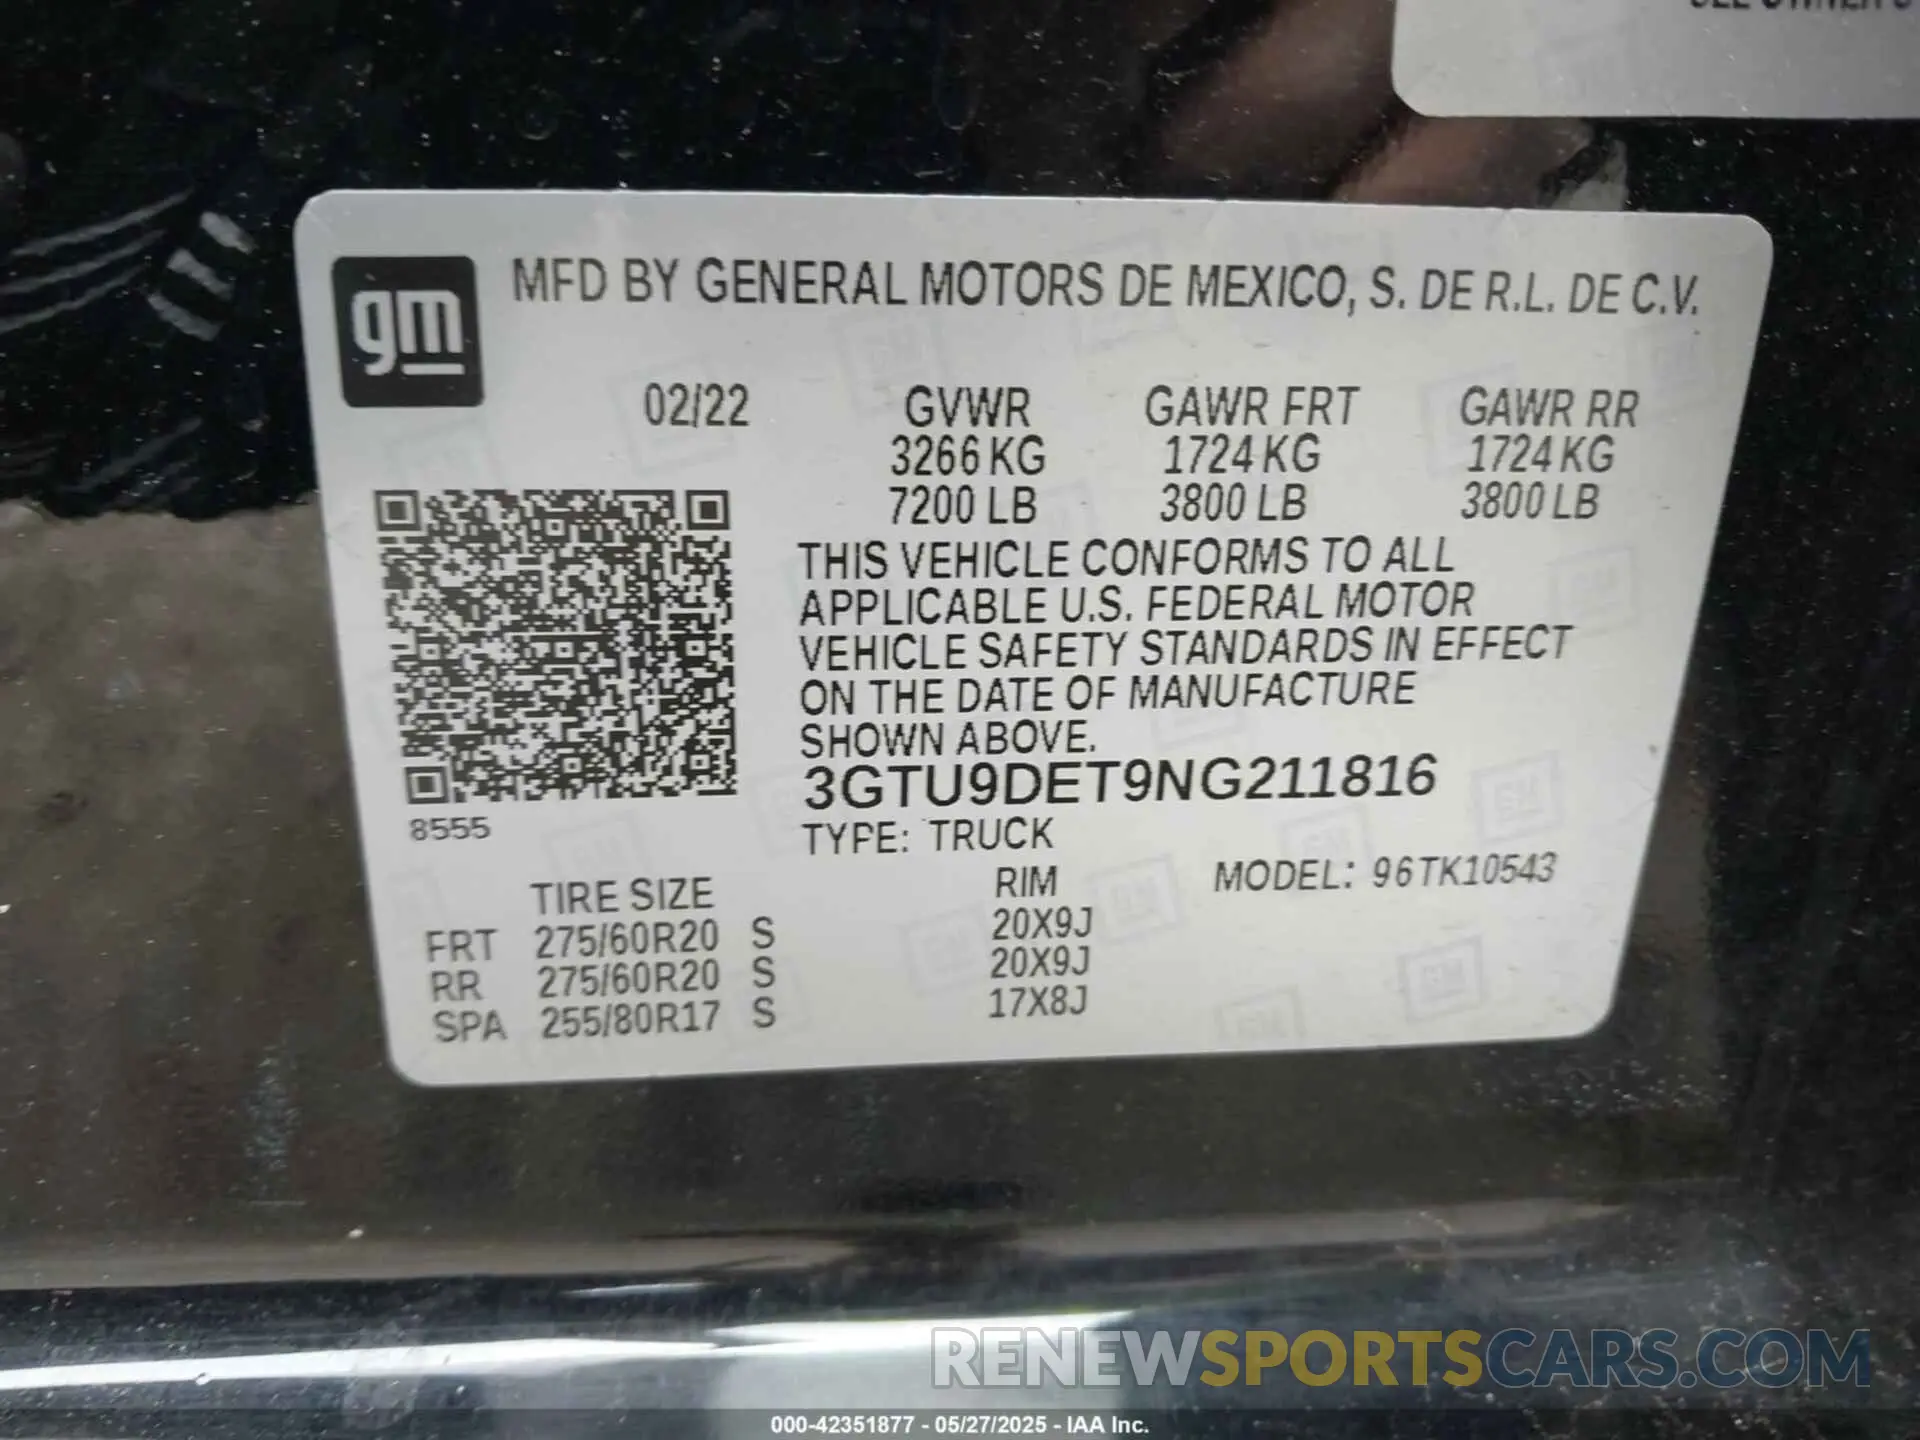 SEE OWNER'S
gm
MFD BY GENERAL MOTORS DE MEXICO, S. DE R.L. DE C.V.
02/22 GVWR GAWR FRT GAWR RR
3266 KG 1724 KG 1724 KG
7200 LB 3800 LB 3800 LB
THIS VEHICLE CONFORMS TO ALL
APPLICABLE U.S. FEDERAL MOTOR
VEHICLE SAFETY STANDARDS IN EFFECT
ON THE DATE OF MANUFACTURE
SHOWN ABOVE.
3GTU9DET9NG211816
8555
TYPE: TRUCK
MODEL: 96TK10543
TIRE SIZE RIM
FRT 275/60R20 S 20X9J
RR 275/60R20 S 20X9J
SPA 255/80R17 S 17X8J
RENEWSPORTSCARS.COM
000-42351877 - 05/27/2025 - IAA Inc.